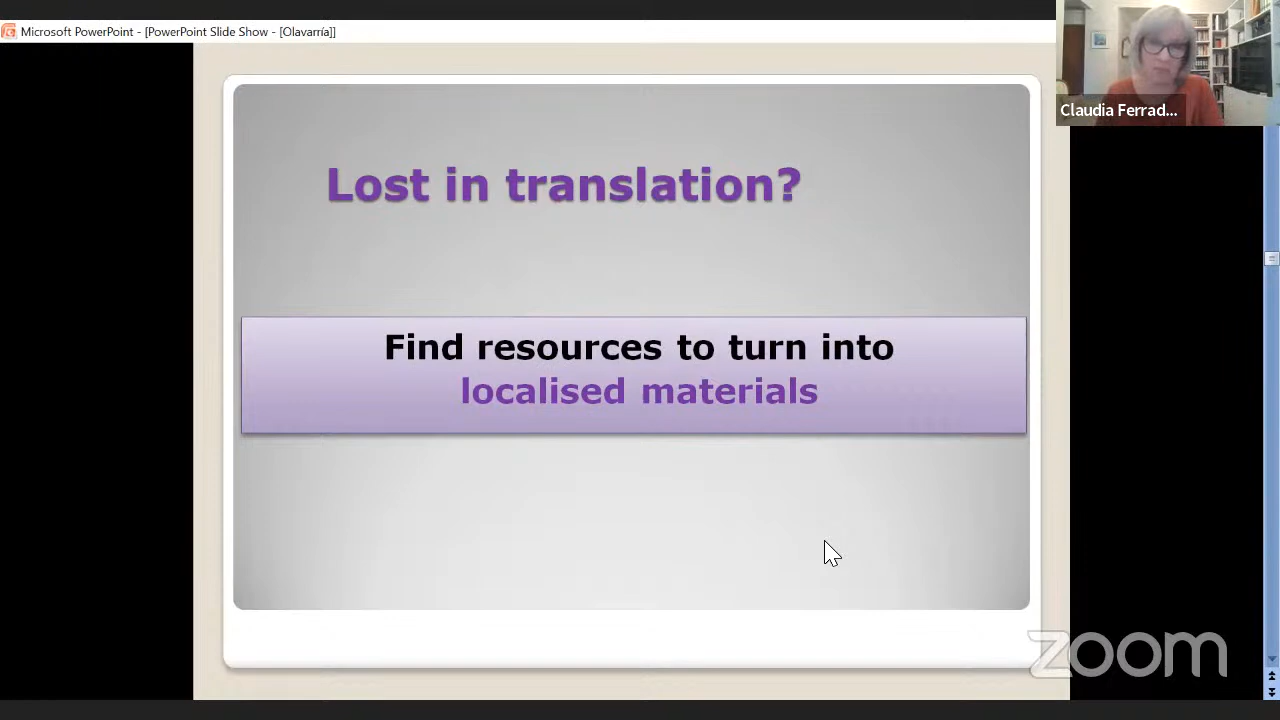 Microsoft PowerPoint - [PowerPoint Slide Show - [Olavarría]]
Claudia Ferrad...
Lost in translation?
Find resources to turn into
localised materials
zoom